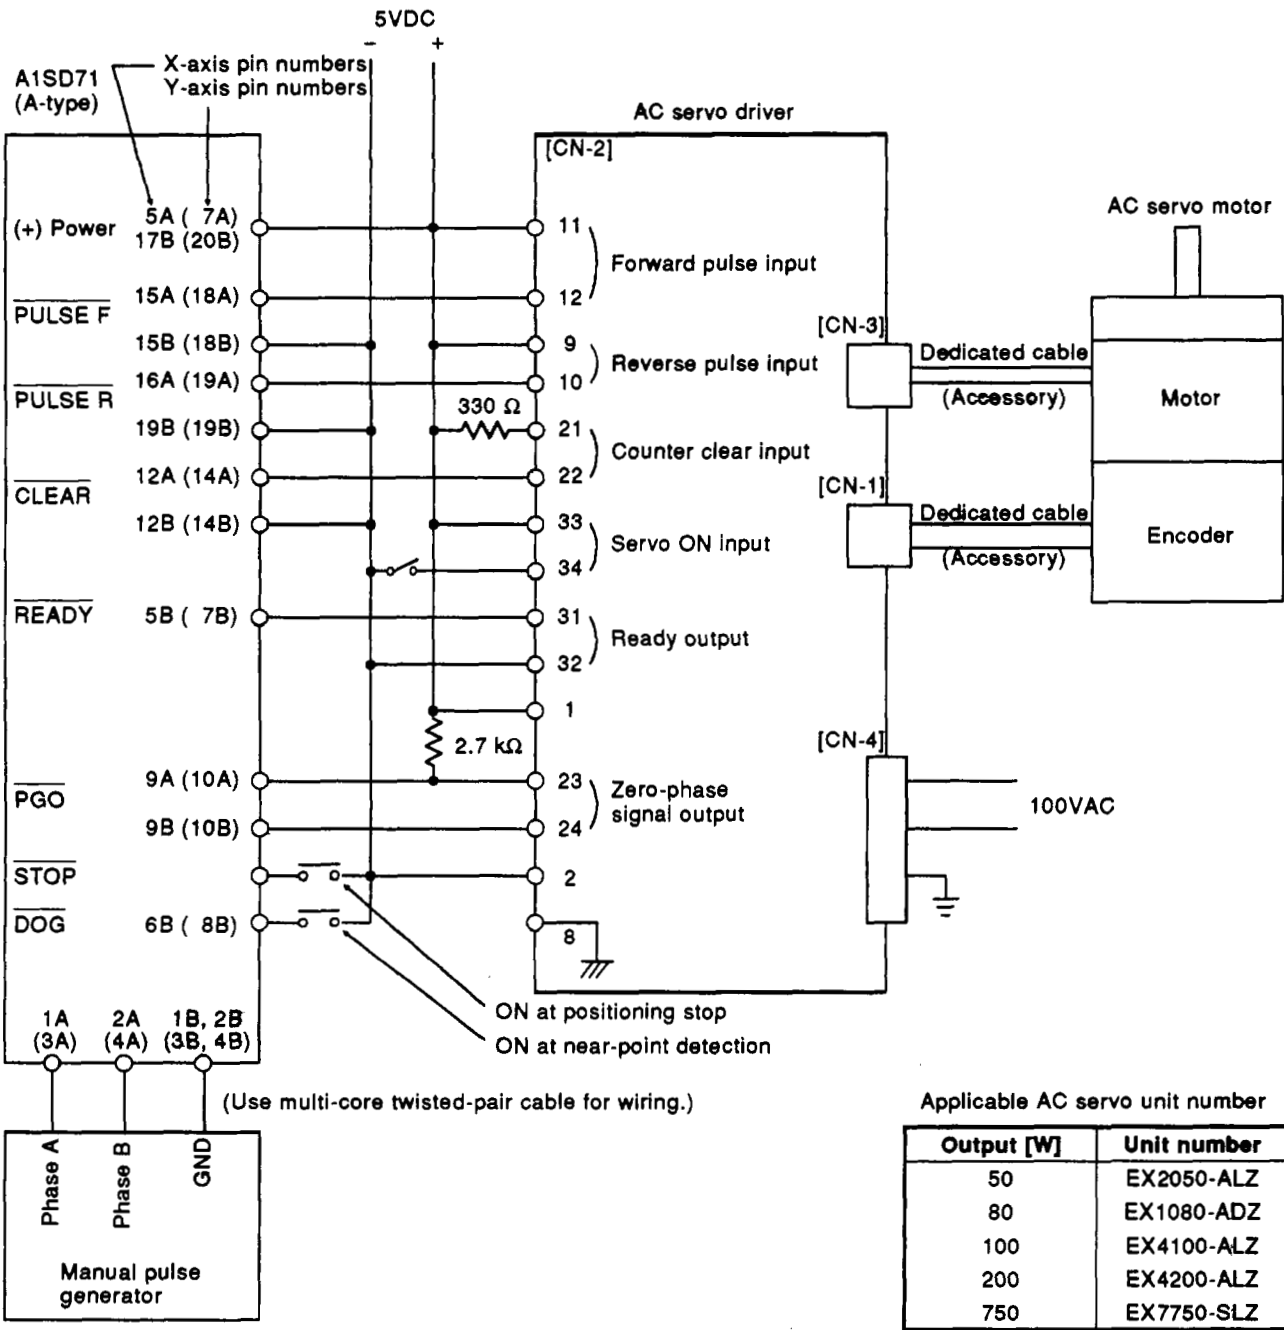 5VDC
- +
A1SD71
(A-type)
X-axis pin numbers
Y-axis pin numbers
AC servo driver
[CN-2]
(+) Power
5A ( 7A)
17B (20B)
11
Forward pulse input
PULSE F
15A (18A)
12
15B (18B)
9
Reverse pulse input
PULSE R
16A (19A)
10
330 Ω
19B (19B)
21
Counter clear input
CLEAR
12A (14A)
22
12B (14B)
33
Servo ON input
34
READY
5B ( 7B)
31
Ready output
32
1
2.7 kΩ
PGO
9A (10A)
23
Zero-phase
signal output
9B (10B)
24
STOP
2
DOG
6B ( 8B)
8
[CN-3]
Dedicated cable
(Accessory)
[CN-1]
Dedicated cable
(Accessory)
[CN-4]
100VAC
AC servo motor
Motor
Encoder
ON at positioning stop
ON at near-point detection
1A
(3A)
2A
(4A)
1B, 2B
(3B, 4B)
(Use multi-core twisted-pair cable for wiring.)
Phase A
Phase B
GND
Manual pulse
generator
Applicable AC servo unit number
Output [W] Unit number
50 EX2050-ALZ
80 EX1080-ADZ
100 EX4100-ALZ
200 EX4200-ALZ
750 EX7750-SLZ